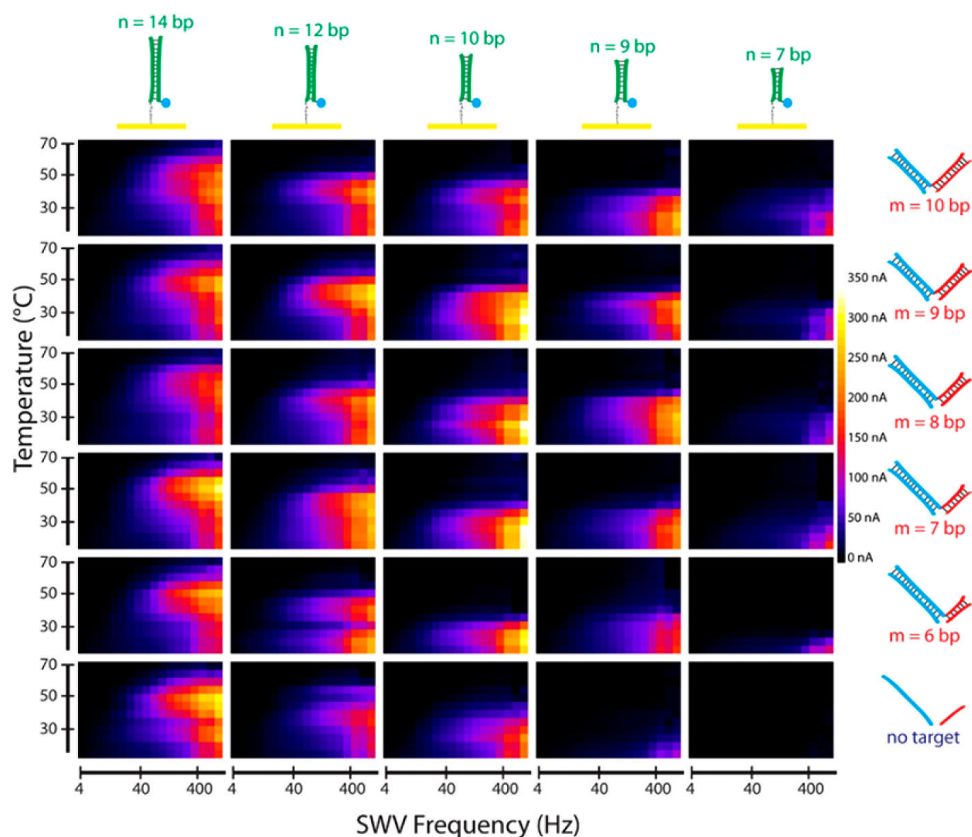 n = 14 bp
n = 12 bp
n = 10 bp
n = 9 bp
n = 7 bp
70
50
30
m = 10 bp
70
50
30
350 nA
300 nA
250 nA
200 nA
150 nA
100 nA
50 nA
0 nA
m = 9 bp
70
50
30
m = 8 bp
70
50
30
m = 7 bp
70
50
30
m = 6 bp
70
50
30
no target
Temperature (°C)
4 40 400 4 40 400 4 40 400 4 40 400 4 40 400
SWV Frequency (Hz)